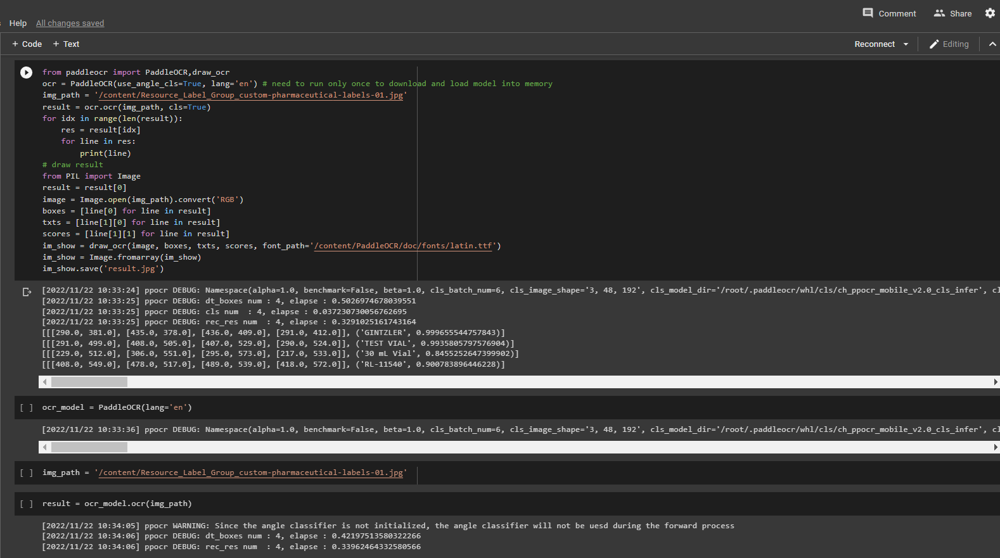 Comment Share
Help All changes saved
+ Code + Text Reconnect Editing
from paddleocr import PaddleOCR,draw_ocr
ocr = PaddleOCR(use_angle_cls=True, lang='en') # need to run only once to download and load model into memory
img_path = '/content/Resource_Label_Group_custom-pharmaceutical-labels-01.jpg'
result = ocr.ocr(img_path, cls=True)
for idx in range(len(result)):
    res = result[idx]
    for line in res:
        print(line)
# draw result
from PIL import Image
result = result[0]
image = Image.open(img_path).convert('RGB')
boxes = [line[0] for line in result]
txts = [line[1][0] for line in result]
scores = [line[1][1] for line in result]
im_show = draw_ocr(image, boxes, txts, scores, font_path='/content/PaddleOCR/doc/fonts/latin.ttf')
im_show = Image.fromarray(im_show)
im_show.save('result.jpg')
[2022/11/22 10:33:24] ppocr DEBUG: Namespace(alpha=1.0, benchmark=False, beta=1.0, cls_batch_num=6, cls_image_shape='3, 48, 192', cls_model_dir='/root/.paddleocr/whl/cls/ch_ppocr_mobile_v2.0_cls_infer', cl
[2022/11/22 10:33:25] ppocr DEBUG: dt_boxes num : 4, elapse : 0.5026974678039551
[2022/11/22 10:33:25] ppocr DEBUG: cls num  : 4, elapse : 0.037230730056762695
[2022/11/22 10:33:25] ppocr DEBUG: rec_res num  : 4, elapse : 0.3291025161743164
[[[290.0, 381.0], [435.0, 378.0], [436.0, 409.0], [291.0, 412.0]], ('GINTZLER', 0.999655544757843)]
[[[291.0, 499.0], [408.0, 505.0], [407.0, 529.0], [290.0, 524.0]], ('TEST VIAL', 0.9935805797576904)]
[[[229.0, 512.0], [306.0, 551.0], [295.0, 573.0], [217.0, 533.0]], ('30 mL Vial', 0.8455252647399902)]
[[[408.0, 549.0], [478.0, 517.0], [489.0, 539.0], [418.0, 572.0]], ('RL-11540', 0.900783896446228)]
[ ] ocr_model = PaddleOCR(lang='en')
[2022/11/22 10:33:36] ppocr DEBUG: Namespace(alpha=1.0, benchmark=False, beta=1.0, cls_batch_num=6, cls_image_shape='3, 48, 192', cls_model_dir='/root/.paddleocr/whl/cls/ch_ppocr_mobile_v2.0_cls_infer', cl
[ ] img_path = '/content/Resource_Label_Group_custom-pharmaceutical-labels-01.jpg'
[ ] result = ocr_model.ocr(img_path)
[2022/11/22 10:34:05] ppocr WARNING: Since the angle classifier is not initialized, the angle classifier will not be uesd during the forward process
[2022/11/22 10:34:06] ppocr DEBUG: dt_boxes num : 4, elapse : 0.42197513580322266
[2022/11/22 10:34:06] ppocr DEBUG: rec_res num  : 4, elapse : 0.33962464332580566